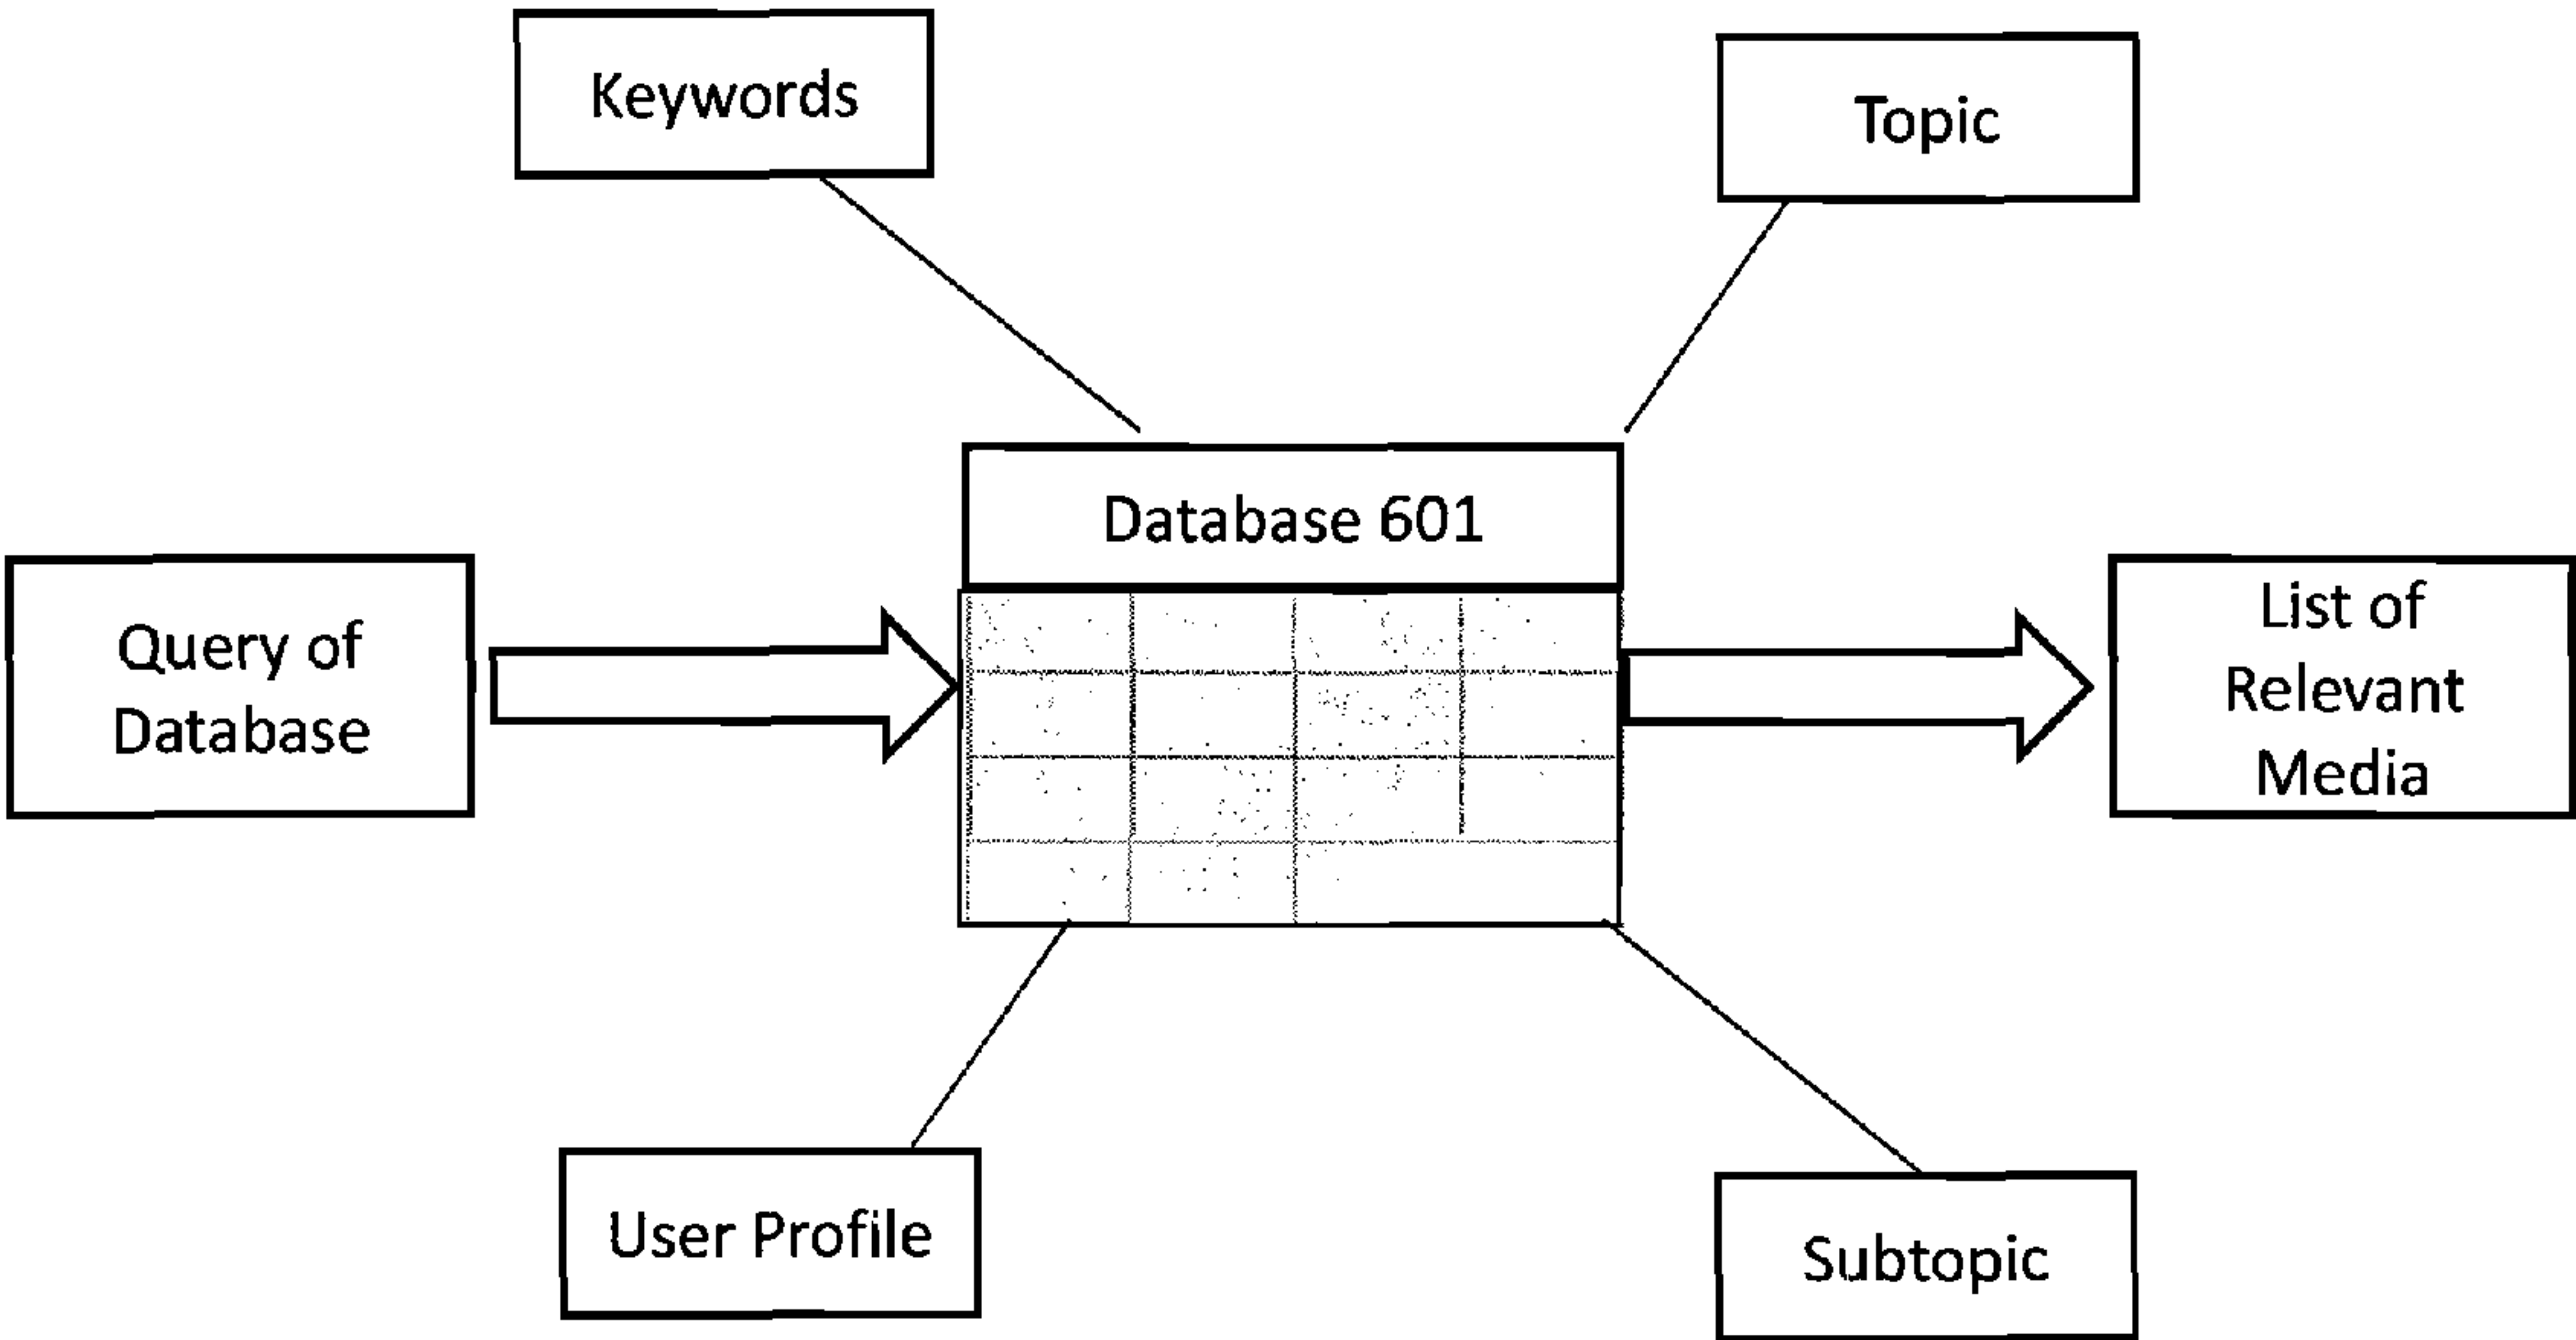 Keywords
Topic
Database 601
Query of
Database
List of
Relevant
Media
User Profile
Subtopic